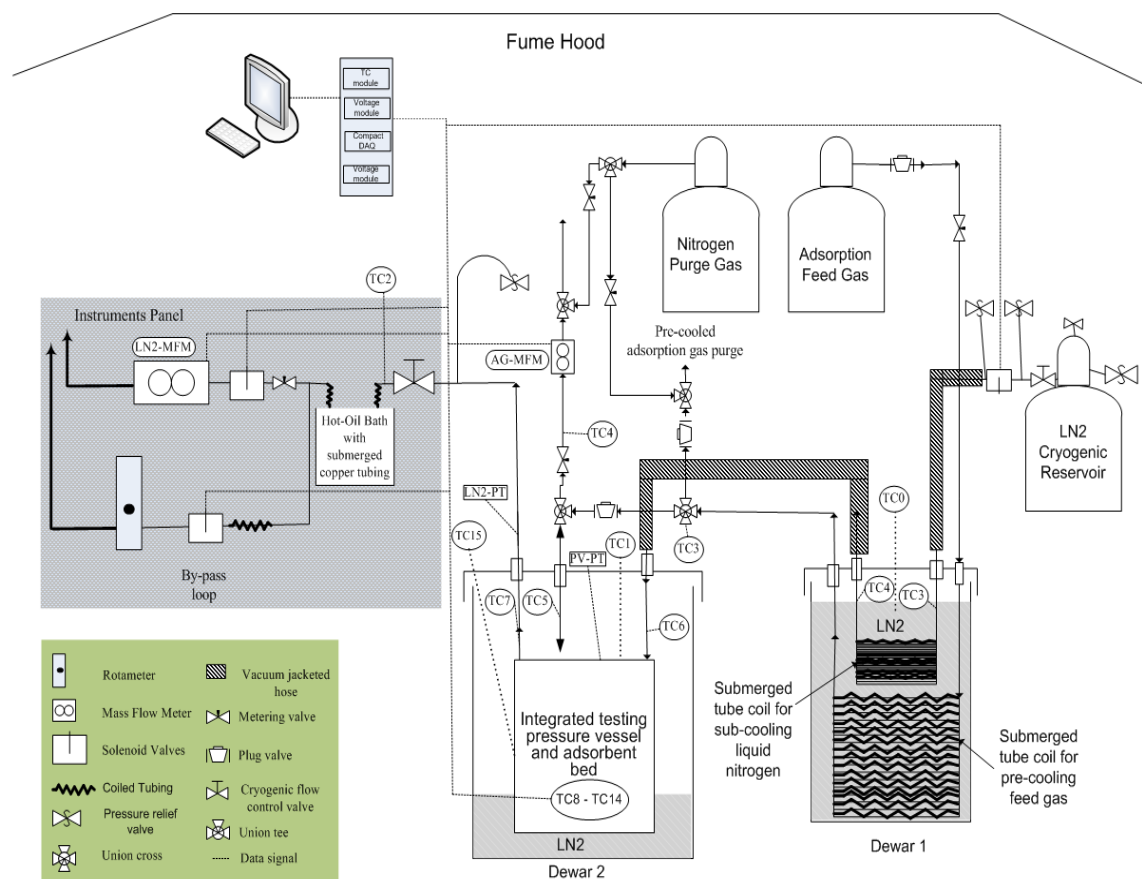 Fume Hood
TC
module
Voltage
module
Compact
DAQ
Voltage
module
Nitrogen
Purge Gas
Adsorption
Feed Gas
TC2
Instruments Panel
LN2-MFM
AG-MFM
Pre-cooled
adsorption gas purge
Hot-Oil Bath
with
submerged
copper tubing
TC4
LN2
Cryogenic
Reservoir
LN2-PT
TC0
TC15
TC1
TC3
PV-PT
By-pass
loop
TC7
TC5
TC6
TC4
TC3
LN2
Integrated testing
pressure vessel
and adsorbent
bed
TC8 - TC14
LN2
Dewar 2
Submerged
tube coil for
sub-cooling
liquid
nitrogen
Submerged
tube coil for
pre-cooling
feed gas
Dewar 1
Rotameter
Mass Flow Meter
Solenoid Valves
Coiled Tubing
Pressure relief
valve
Union cross
Vacuum jacketed
hose
Metering valve
Plug valve
Cryogenic flow
control valve
Union tee
Data signal